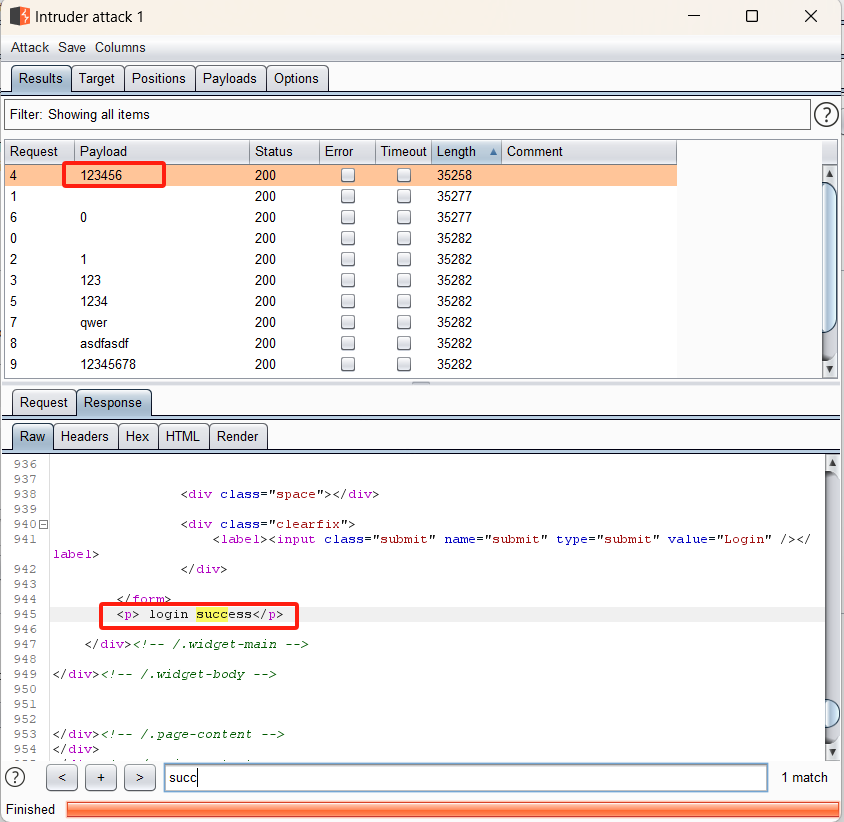 Intruder attack 1
Attack Save Columns
Results Target Positions Payloads Options
Filter: Showing all items ?
Request Payload Status Error Timeout Length Comment
4 123456 200 35258
1 200 35277
6 0 200 35277
0 200 35282
2 1 200 35282
3 123 200 35282
5 1234 200 35282
7 qwer 200 35282
8 asdfasdf 200 35282
9 12345678 200 35282
Request Response
Raw Headers Hex HTML Render
936
937
938 <div class="space"></div>
939
940 <div class="clearfix">
941 <label><input class="submit" name="submit" type="submit" value="Login" /></
label>
942 </div>
943
944 </form>
945 <p> login success</p>
946
947 </div><!-- /.widget-main -->
948
949 </div><!-- /.widget-body -->
950
951
952
953 </div><!-- /.page-content -->
954 </div>
? < + > succ 1 match
Finished